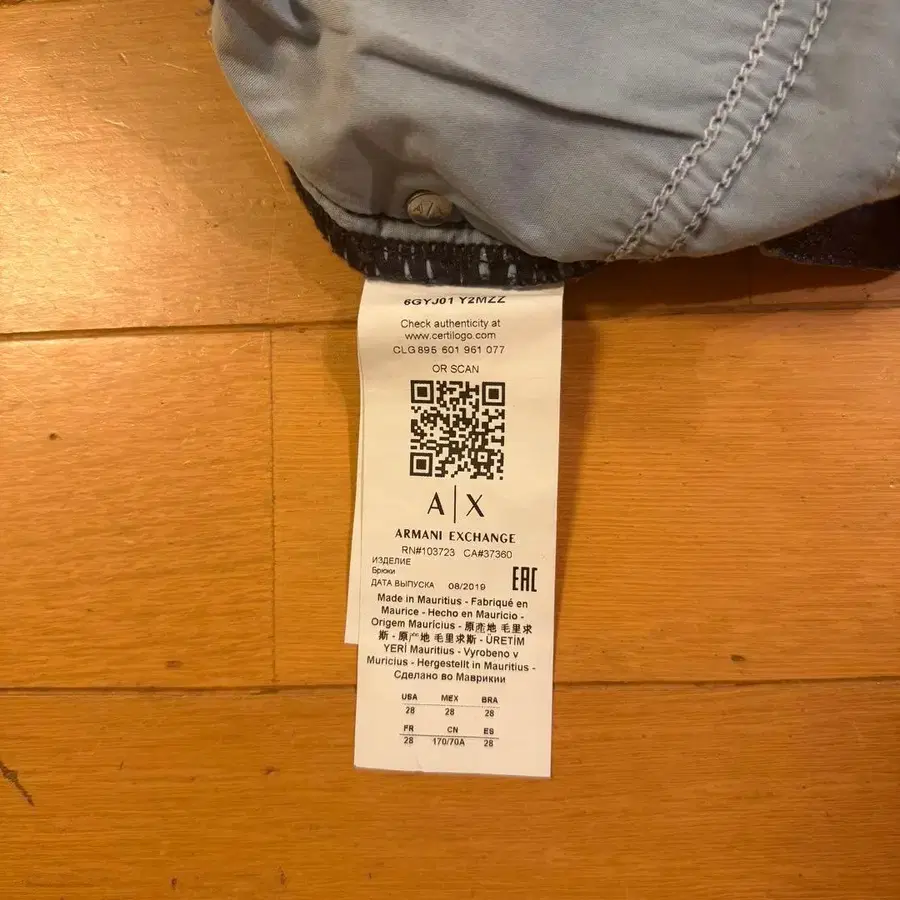 A/X
6GYJ01 Y2MZZ
Check authenticity at
www.certilogo.com
CLG 895 601 961 077
OR SCAN
A|X
ARMANI EXCHANGE
RN#103723 CA#37360
ИЗДЕЛИЕ
Брюки
ДАТА ВЫПУСКА 08/2019
EAC
Made in Mauritius - Fabriqué en
Maurice - Hecho en Mauricio -
Origem Maurícius - 原产地 毛里求
斯 - 原产地 毛里求斯 - ÜRETİM
YERİ Mauritius - Vyrobeno v
Muricius - Hergestellt in Mauritius -
Сделано во Маврикии
USA MEX BRA
28 28 28
FR CN ES
28 170/70A 28